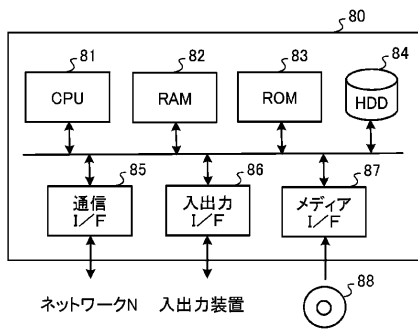 80
81
82
83
84
CPU
RAM
ROM
HDD
85
86
87
通信
I/F
入出力
I/F
メディア
I/F
ネットワークN
入出力装置
88